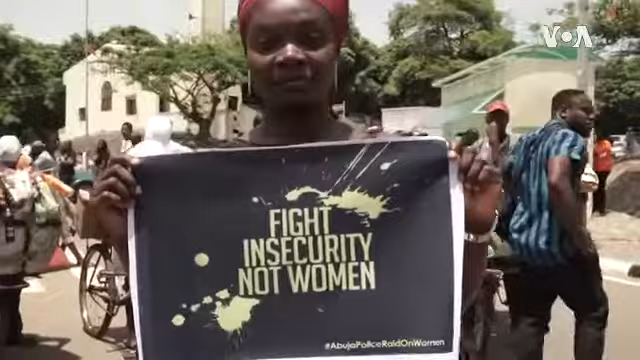 VOA
FIGHT
INSECURITY
NOT WOMEN
#AbujaPoliceRaidOnWomen